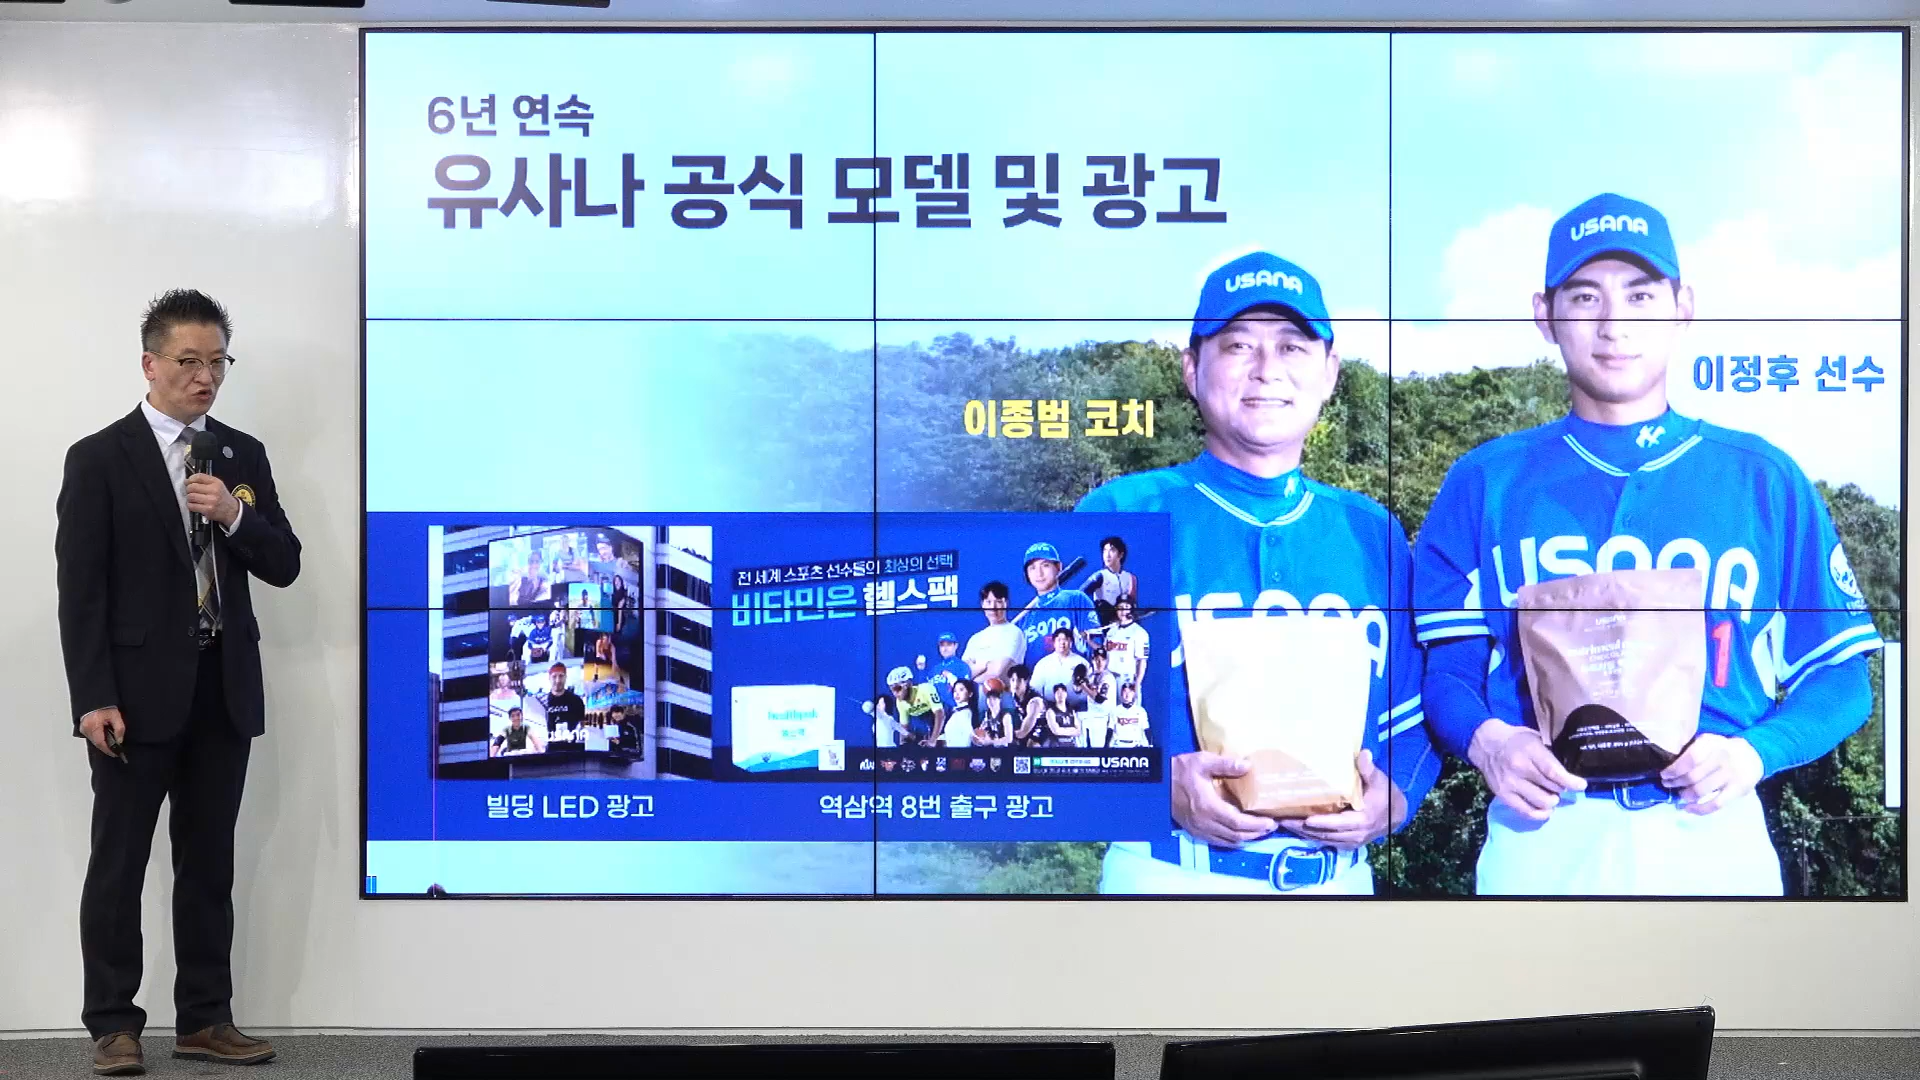 6년 연속
유사나 공식 모델 및 광고
USANA
USANA
이정후 선수
이종범 코치
USANA
USANA
1
전 세계 스포츠 선수들의 최상의 선택
비타민은 헬스팩
USANA
USANA
빌딩 LED 광고
역삼역 8번 출구 광고